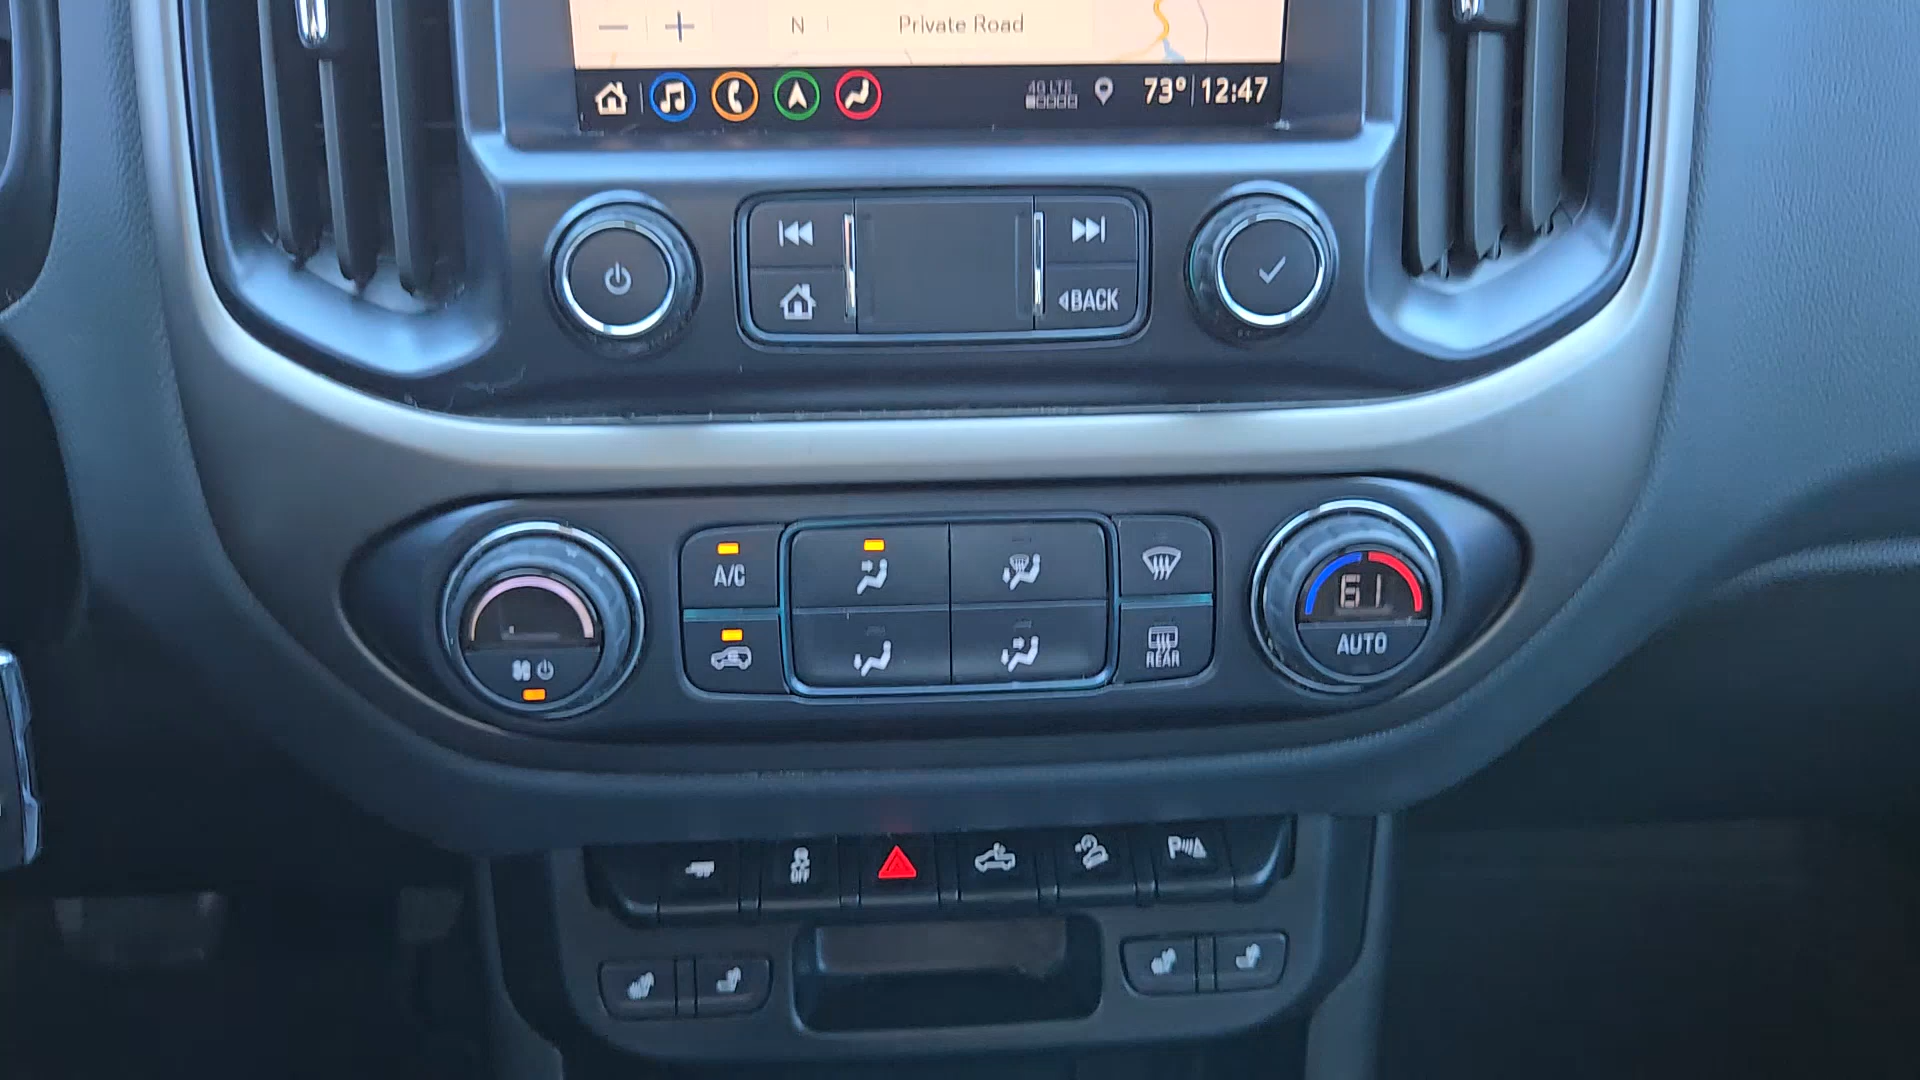 N Private Road
4G LTE 73° 12:47
BACK
A/C
61
AUTO
REAR
OFF
P